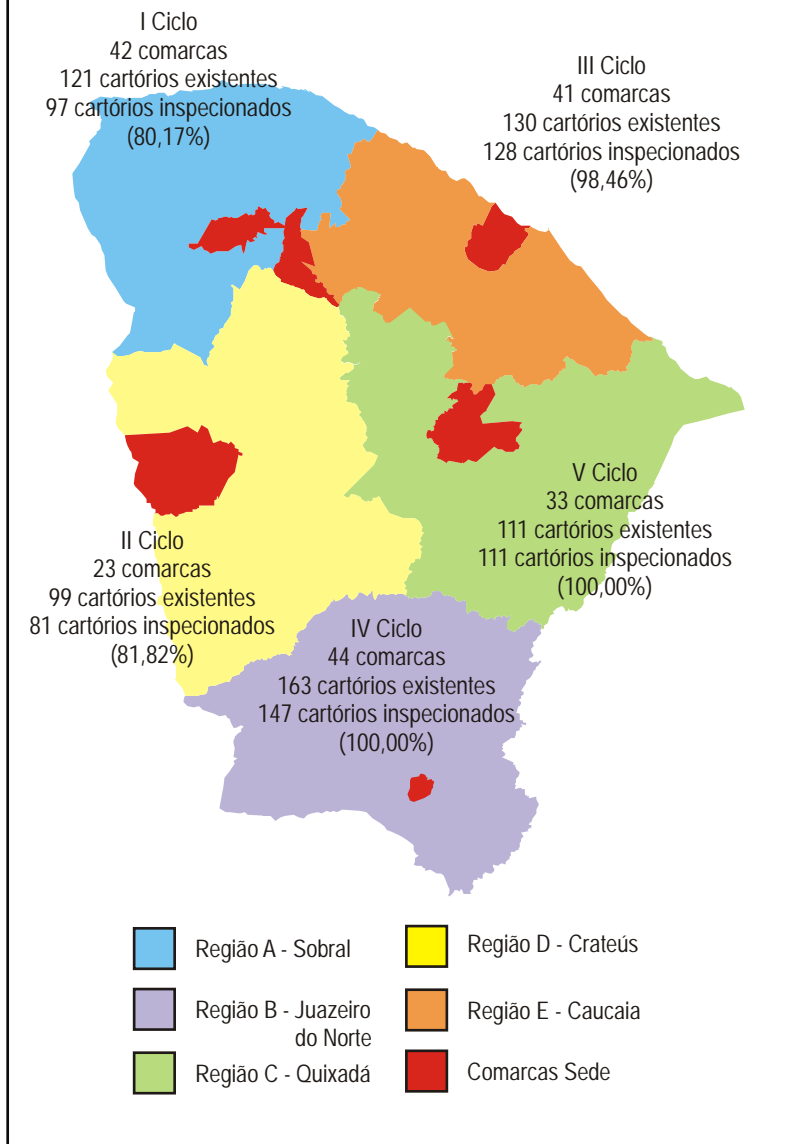 I Ciclo
42 comarcas
121 cartórios existentes
97 cartórios inspecionados
(80,17%)
III Ciclo
41 comarcas
130 cartórios existentes
128 cartórios inspecionados
(98,46%)
V Ciclo
33 comarcas
111 cartórios existentes
111 cartórios inspecionados
(100,00%)
II Ciclo
23 comarcas
99 cartórios existentes
81 cartórios inspecionados
(81,82%)
IV Ciclo
44 comarcas
163 cartórios existentes
147 cartórios inspecionados
(100,00%)
Região A - Sobral
Região B - Juazeiro
do Norte
Região C - Quixadá
Região D - Crateús
Região E - Caucaia
Comarcas Sede